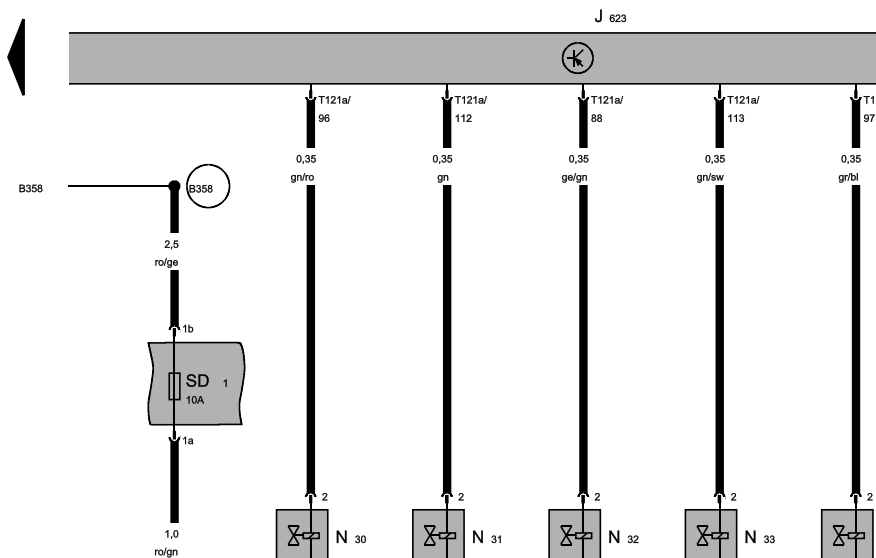 J 623
T121a/ T121a/ T121a/ T121a/ T1
96 112 88 113 97
0,35 0,35 0,35 0,35 0,35
gn/ro gn ge/gn gn/sw gr/bl
B358 B358
2,5
ro/ge
1b
SD 1
10A
1a
2 2 2 2 2
1,0 N 30 N 31 N 32 N 33
ro/gn